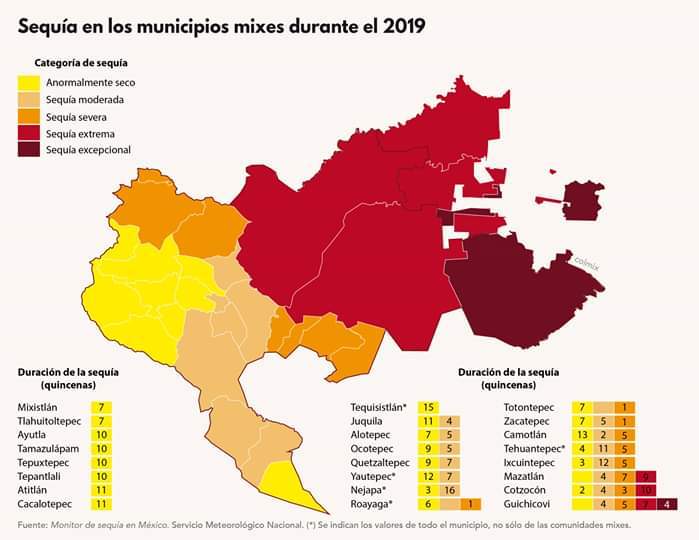 Sequía en los municipios mixes durante el 2019
Categoría de sequía
Anormalmente seco
Sequía moderada
Sequía severa
Sequía extrema
Sequía excepcional
colmix
Duración de la sequía
(quincenas)
Mixistlán 7
Tlahuitoltepec 7
Ayutla 10
Tamazulápam 10
Tepuxtepec 10
Tepantlali 10
Atitlán 11
Cacalotepec 11
Duración de la sequía
(quincenas)
Tequisistlán* 15
Juquila 11 4
Alotepec 7 5
Ocotepec 9 5
Quetzaltepec 9 7
Yautepec* 12 7
Nejapa* 3 16
Roayaga* 6 1
Totontepec 7 1
Zacatepec 7 5 1
Camotlán 13 2 5
Tehuantepec* 4 11 5
Ixcuintepec 3 12 5
Mazatlán 4 7 9
Cotzocón 2 4 3 10
Guichicovi 4 5 7 4
Fuente: Monitor de sequía en México. Servicio Meteorológico Nacional. (*) Se indican los valores de todo el municipio, no sólo de las comunidades mixes.